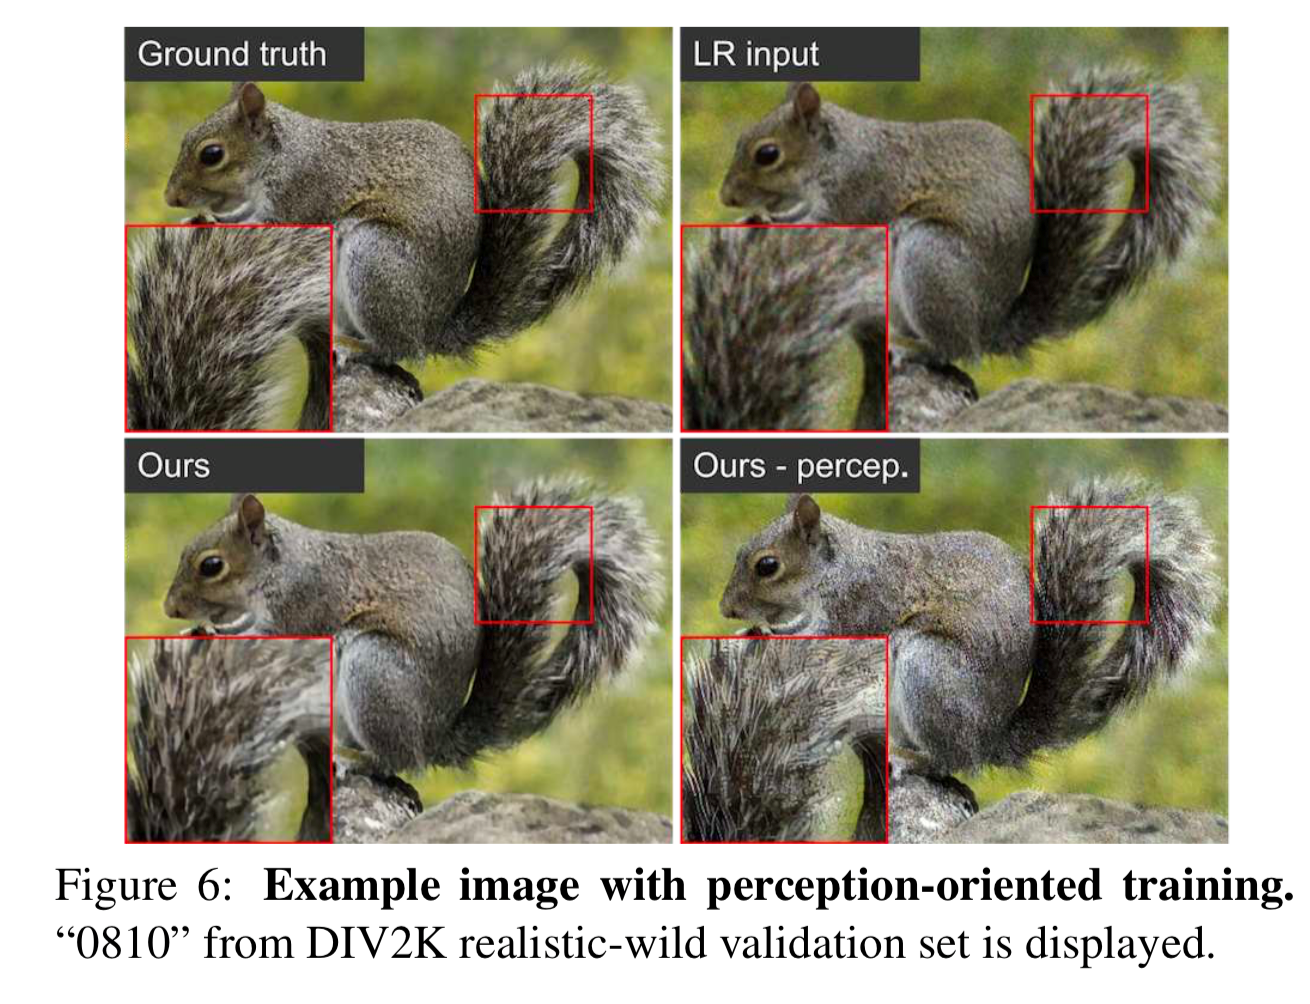 Ground truth
LR input
Ours
Ours - percep.
Figure 6: Example image with perception-oriented training.
“0810” from DIV2K realistic-wild validation set is displayed.